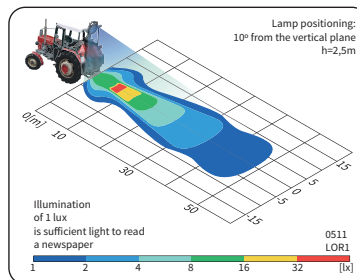 Lamp positioning:
10º from the vertical plane
h=2,5m
0[m]
10
30
50
15
5
0
-5
-15
Illumination
of 1 lux
is sufficient light to read
a newspaper
0511
LOR1
1 2 4 8 16 32 [lx]